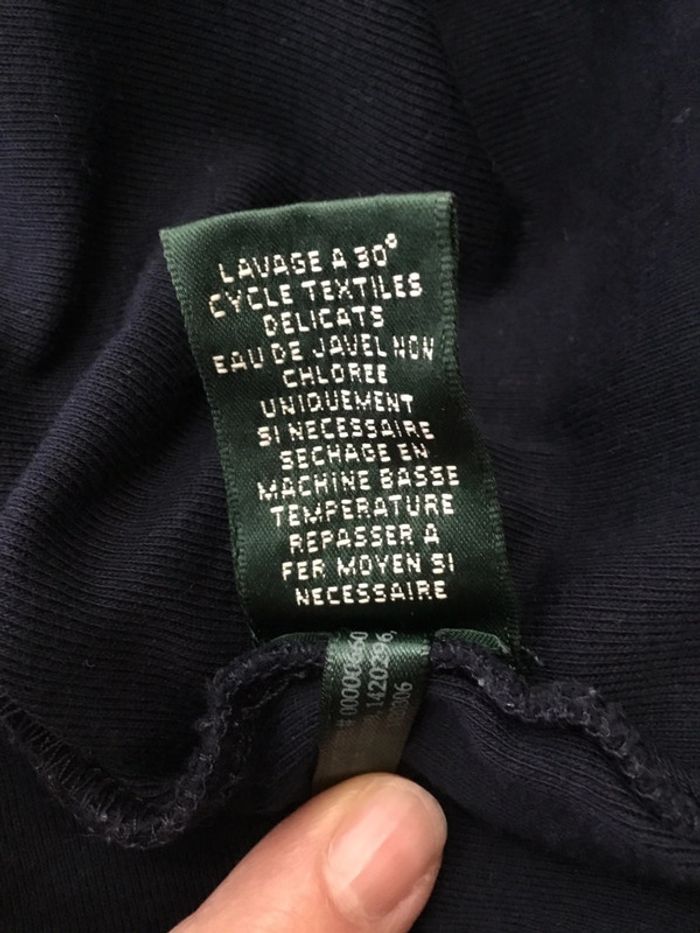 LAVAGE A 30°
CYCLE TEXTILES
DELICATS
EAU DE JAVEL NON
CHLOREE
UNIQUEMENT
SI NECESSAIRE
SECHAGE EN
MACHINE BASSE
TEMPERATURE
REPASSER A
FER MOYEN SI
NECESSAIRE